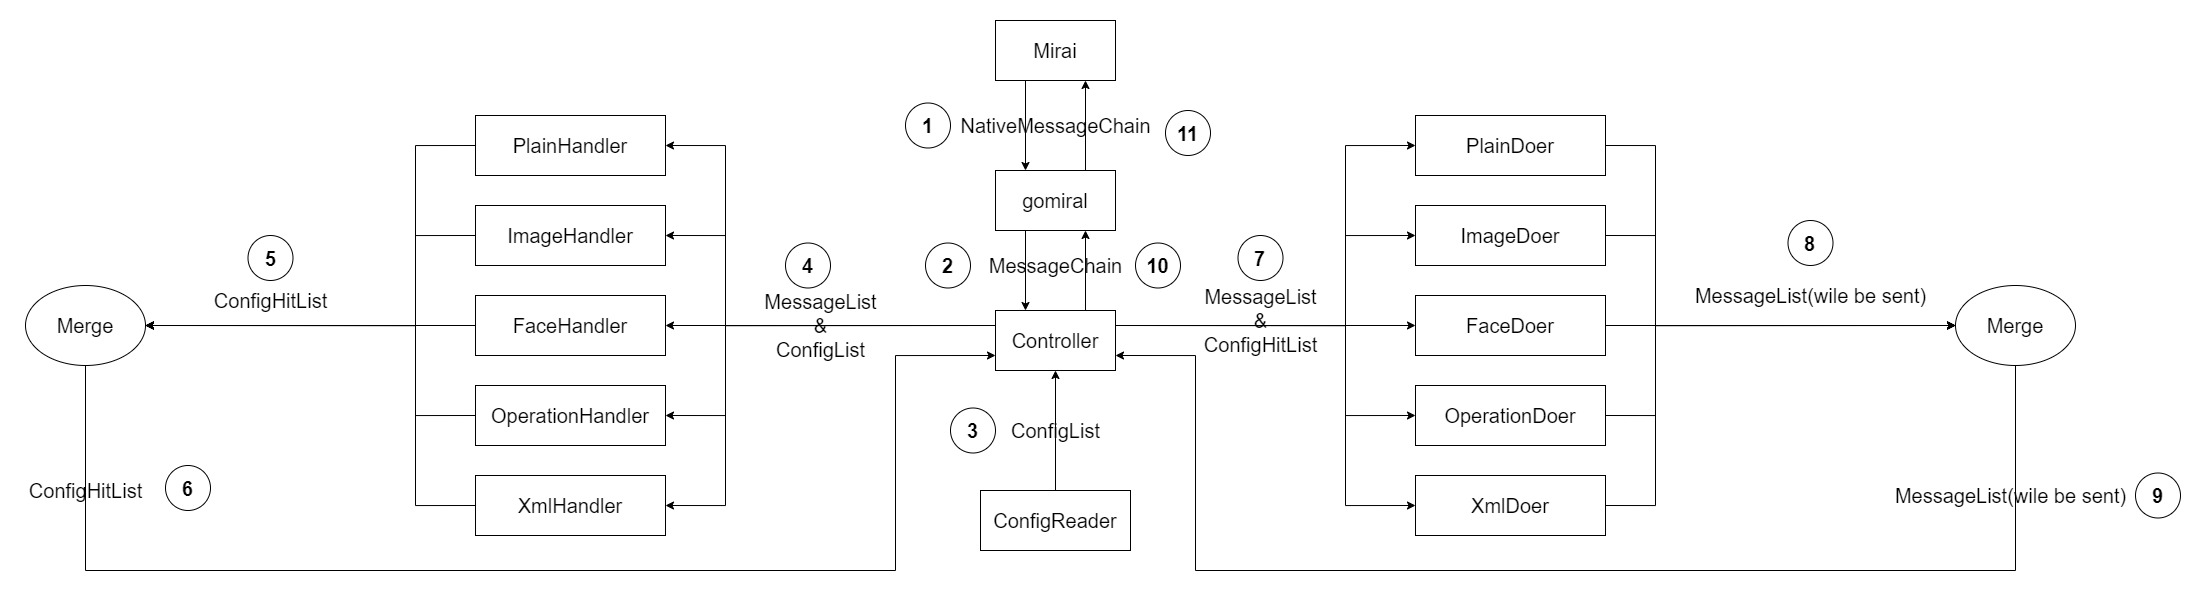 Mirai
1
NativeMessageChain
11
gomiral
2
MessageChain
10
Controller
3
ConfigList
ConfigReader
4
MessageList
&
ConfigList
PlainHandler
ImageHandler
FaceHandler
OperationHandler
XmlHandler
5
ConfigHitList
Merge
ConfigHitList
6
7
MessageList
&
ConfigHitList
PlainDoer
ImageDoer
FaceDoer
OperationDoer
XmlDoer
8
MessageList(wile be sent)
Merge
MessageList(wile be sent)
9